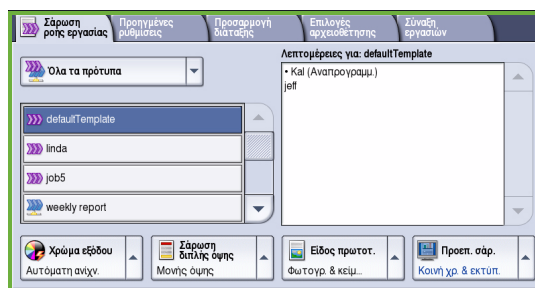 Σάρωση
ροής εργασίας
Προηγμένες
ρυθμίσεις
Προσαρμογή
διάταξης
Επιλογές
αρχειοθέτησης
Σύναξη
εργασιών
Όλα τα πρότυπα
defaultTemplate
linda
job5
weekly report
Λεπτομέρειες για: defaultTemplate
• Kal (Αναπρογραμμ.)
jeff
Χρώμα εξόδου
Αυτόματη ανίχν.
Σάρωση
διπλής όψης
Μονής όψης
Είδος πρωτοτ.
Φωτογρ. & κείμ...
Προεπ. σάρ.
Κοινή χρ. & εκτύπ.